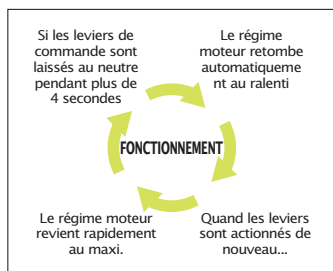 Si les leviers de
commande sont
laissés au neutre
pendant plus de
4 secondes
Le régime
moteur retombe
automatiqueme
nt au ralenti
FONCTIONNEMENT
Le régime moteur
revient rapidement
au maxi.
Quand les leviers
sont actionnés de
nouveau...